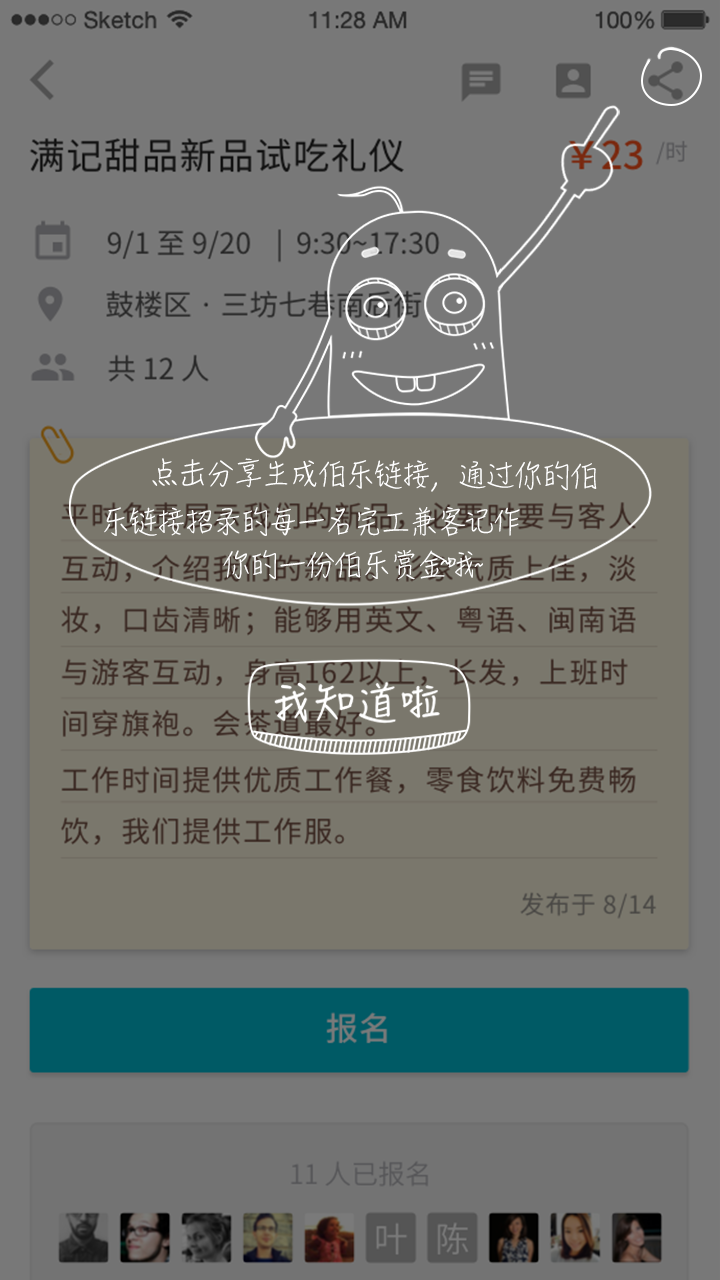 Sketch 11:28 AM 100%
满记甜品新品试吃礼仪 ¥23 /时
9/1 至 9/20 | 9:30~17:30
鼓楼区 · 三坊七巷南后街
共 12 人
点击分享生成伯乐链接，通过你的伯
乐链接招录的每一名完工兼客记作
你的一份伯乐赏金哦~
平时负责展示我们的新品，必要时要与客人
互动，介绍我们的新品。形象气质上佳，淡
妆，口齿清晰；能够用英文、粤语、闽南语
与游客互动，身高162以上，长发，上班时
间穿旗袍。会茶道最好。
我知道啦
工作时间提供优质工作餐，零食饮料免费畅
饮，我们提供工作服。
发布于 8/14
报名
11 人已报名
叶 陈